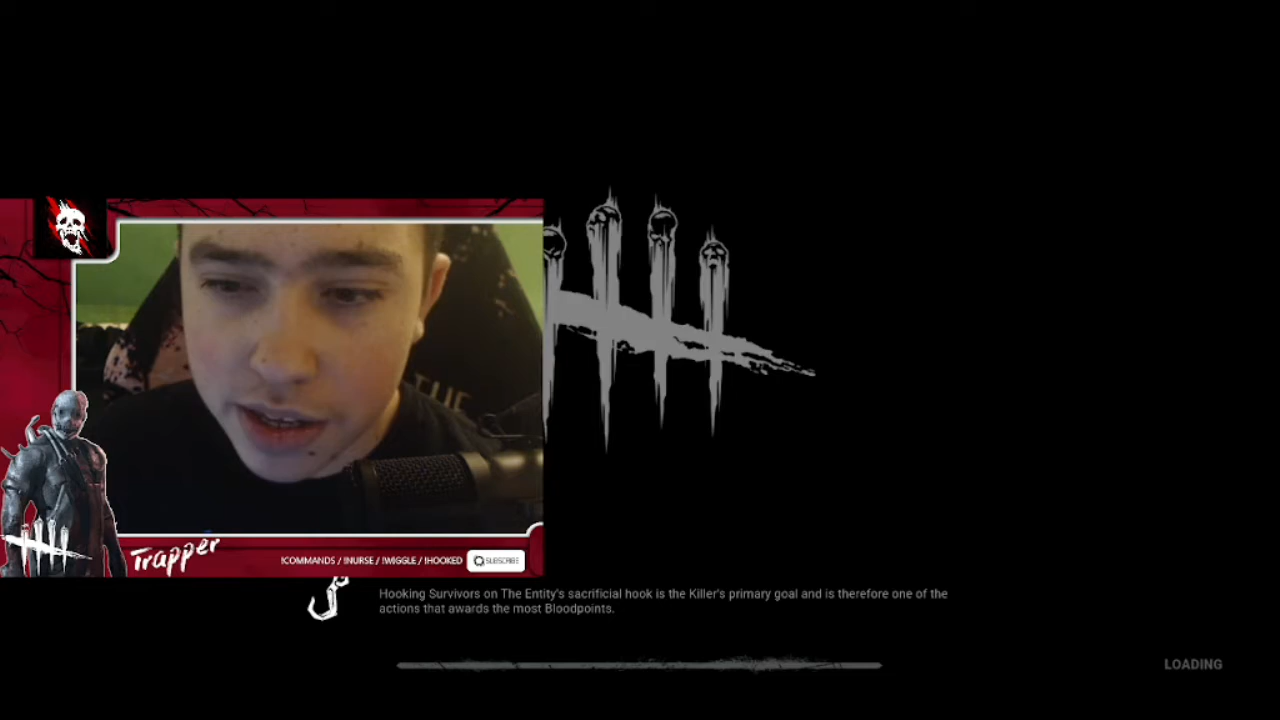 THE
Trapper
!COMMANDS / !NURSE / !WIGGLE / !HOOKED
SUBSCRIBE
Hooking Survivors on The Entity's sacrificial hook is the Killer's primary goal and is therefore one of the
actions that awards the most Bloodpoints.
LOADING